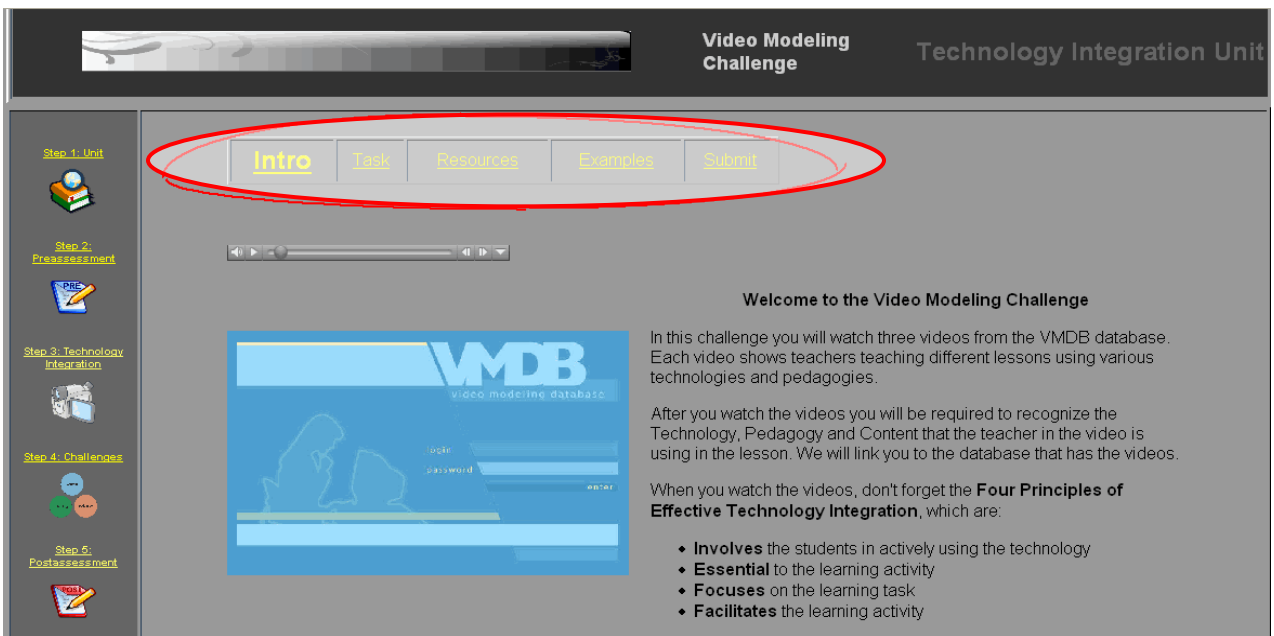 Video Modeling
Challenge
Technology Integration Unit
Step 1: Unit
Step 2:
Preassessment
PRE
Step 3: Technology
Integration
Step 4: Challenges
Step 5:
Postassessment
POST
Intro Task Resources Examples Submit
VMDB
video modeling database
login
password
enter
Welcome to the Video Modeling Challenge
In this challenge you will watch three videos from the VMDB database.
Each video shows teachers teaching different lessons using various
technologies and pedagogies.
After you watch the videos you will be required to recognize the
Technology, Pedagogy and Content that the teacher in the video is
using in the lesson. We will link you to the database that has the videos.
When you watch the videos, don't forget the Four Principles of
Effective Technology Integration, which are:
Involves the students in actively using the technology
Essential to the learning activity
Focuses on the learning task
Facilitates the learning activity